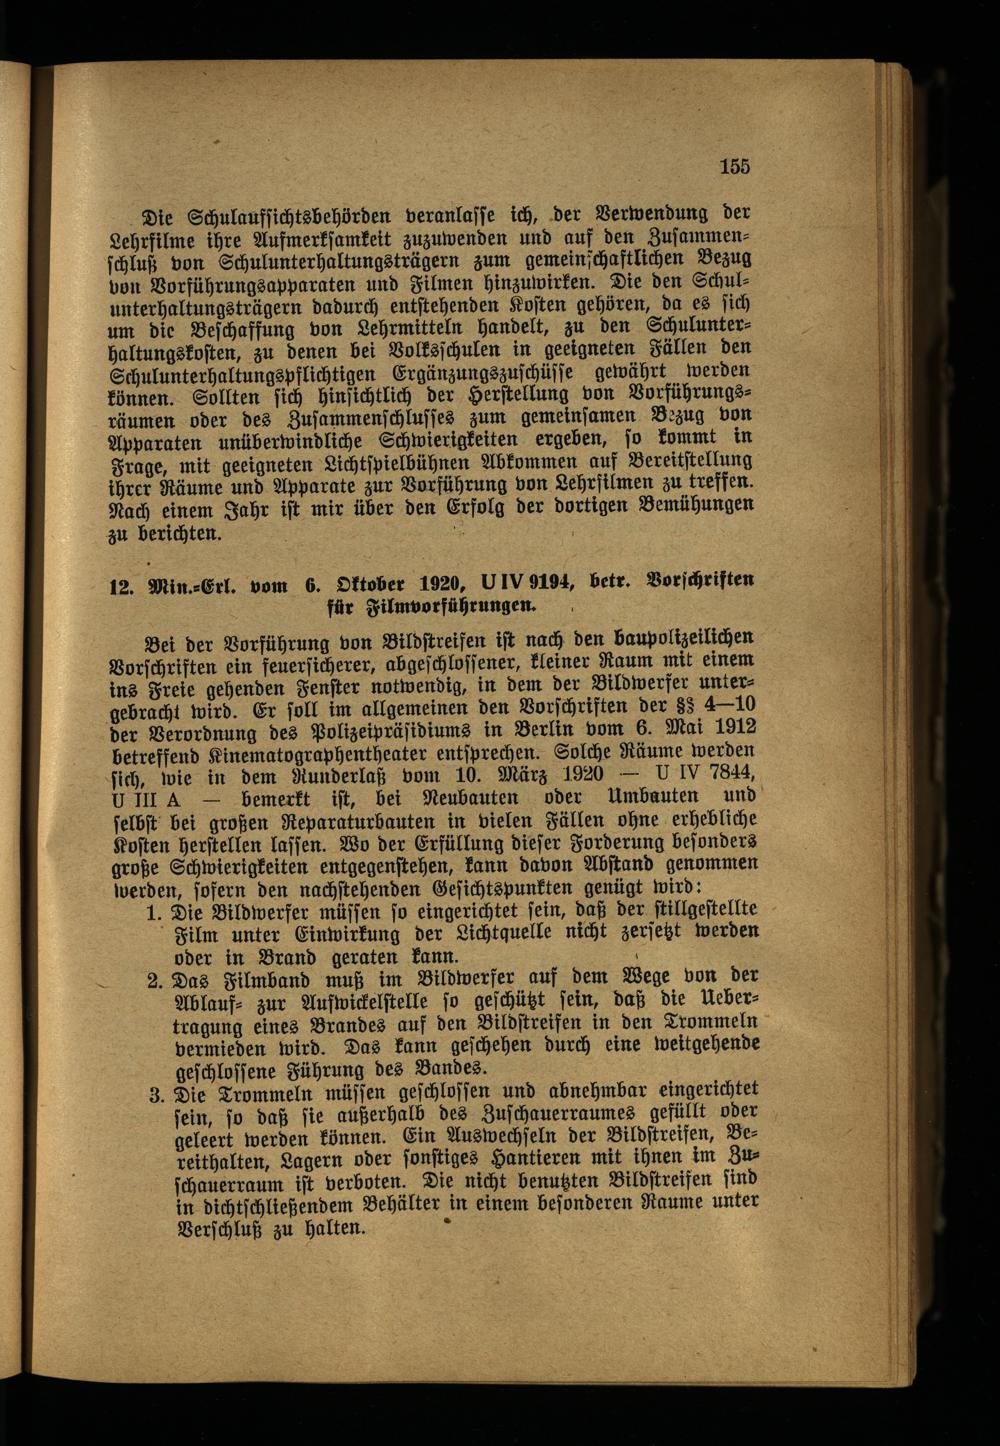 155
Die Schulaufsichtsbehörden veranlasse ich, der Verwendung der
Lehrfilme ihre Aufmerksamkeit zuzuwenden und auf den Zusammen-
schluß von Schulunterhaltungsträgern zum gemeinschaftlichen Bezug
von Vorführungsapparaten und Filmen hinzuwirken. Die den Schul-
unterhaltungsträgern dadurch entstehenden Kosten gehören, da es sich
um die Beschaffung von Lehrmitteln handelt, zu den Schulunter-
haltungskosten, zu denen bei Volksschulen in geeigneten Fällen den
Schulunterhaltungspflichtigen Ergänzungszuschüsse gewährt werden
können. Sollten sich hinsichtlich der Herstellung von Vorführungs-
räumen oder des Zusammenschlusses zum gemeinsamen Bezug von
Apparaten unüberwindliche Schwierigkeiten ergeben, so kommt in
Frage, mit geeigneten Lichtspielbühnen Abkommen auf Bereitstellung
ihrer Räume und Apparate zur Vorführung von Lehrfilmen zu treffen.
Nach einem Jahr ist mir über den Erfolg der dortigen Bemühungen
zu berichten.
12. Min.-Erl. vom 6. Oktober 1920, U IV 9194, betr. Vorschriften
für Filmvorführungen.
Bei der Vorführung von Bildstreifen ist nach den baupolizeilichen
Vorschriften ein feuersicherer, abgeschlossener, kleiner Raum mit einem
ins Freie gehenden Fenster notwendig, in dem der Bildwerfer unter-
gebracht wird. Er soll im allgemeinen den Vorschriften der §§ 4—10
der Verordnung des Polizeipräsidiums in Berlin vom 6. Mai 1912
betreffend Kinematographentheater entsprechen. Solche Räume werden
sich, wie in dem Runderlaß vom 10. März 1920 — U IV 7844,
U III A — bemerkt ist, bei Neubauten oder Umbauten und
selbst bei großen Reparaturbauten in vielen Fällen ohne erhebliche
Kosten herstellen lassen. Wo der Erfüllung dieser Forderung besonders
große Schwierigkeiten entgegenstehen, kann davon Abstand genommen
werden, sofern den nachstehenden Gesichtspunkten genügt wird:
1. Die Bildwerfer müssen so eingerichtet sein, daß der stillgestellte
Film unter Einwirkung der Lichtquelle nicht zersetzt werden
oder in Brand geraten kann.
2. Das Filmband muß im Bildwerfer auf dem Wege von der
Ablauf- zur Aufwickelstelle so geschützt sein, daß die Ueber-
tragung eines Brandes auf den Bildstreifen in den Trommeln
vermieden wird. Das kann geschehen durch eine weitgehende
geschlossene Führung des Bandes.
3. Die Trommeln müssen geschlossen und abnehmbar eingerichtet
sein, so daß sie außerhalb des Zuschauerraumes gefüllt oder
geleert werden können. Ein Auswechseln der Bildstreifen, Be-
reithalten, Lagern oder sonstiges Hantieren mit ihnen im Zu-
schauerraum ist verboten. Die nicht benutzten Bildstreifen sind
in dichtschließendem Behälter in einem besonderen Raume unter
Verschluß zu halten.